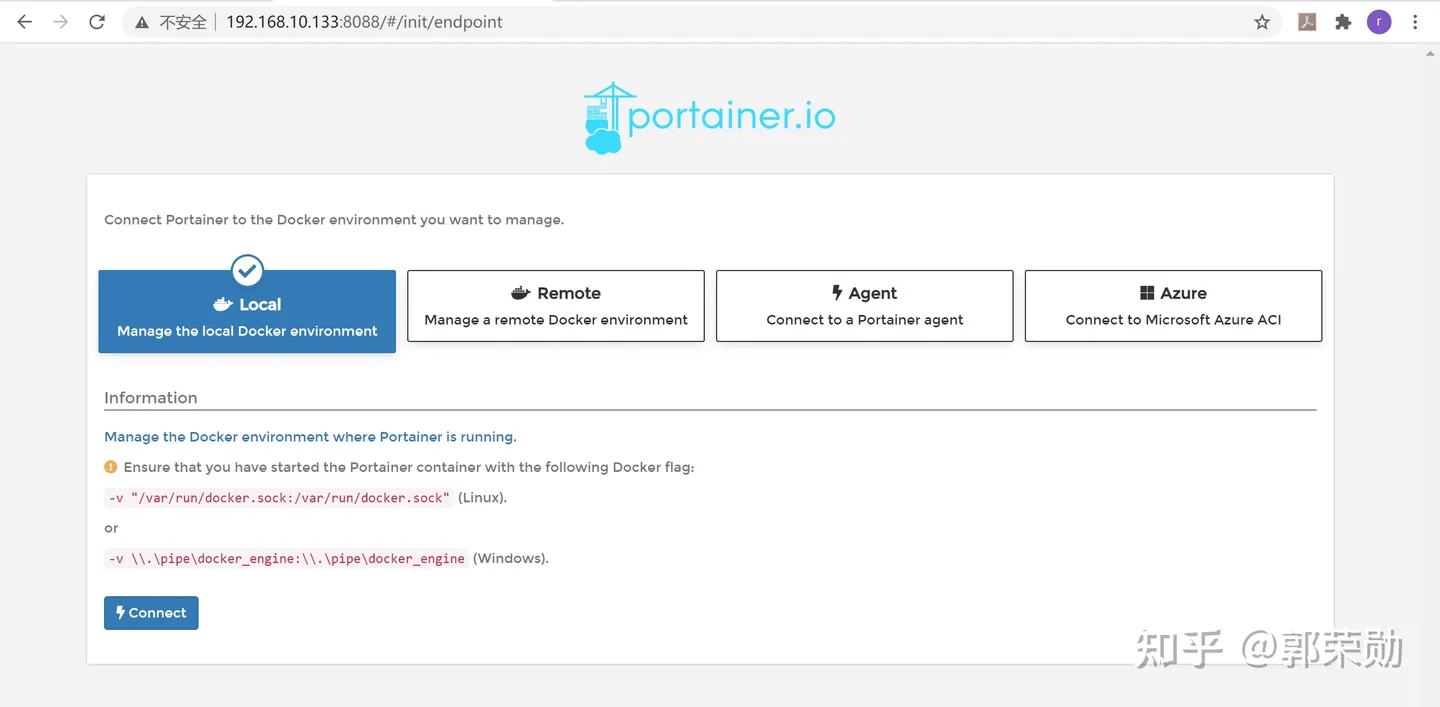 不安全 192.168.10.133:8088/#/init/endpoint
r
portainer.io
Connect Portainer to the Docker environment you want to manage.
Local
Manage the local Docker environment
Remote
Manage a remote Docker environment
Agent
Connect to a Portainer agent
Azure
Connect to Microsoft Azure ACI
Information
Manage the Docker environment where Portainer is running.
Ensure that you have started the Portainer container with the following Docker flag:
-v "/var/run/docker.sock:/var/run/docker.sock" (Linux).
or
-v \\.\pipe\docker_engine:\\.\pipe\docker_engine (Windows).
Connect
知乎 @郭荣勋